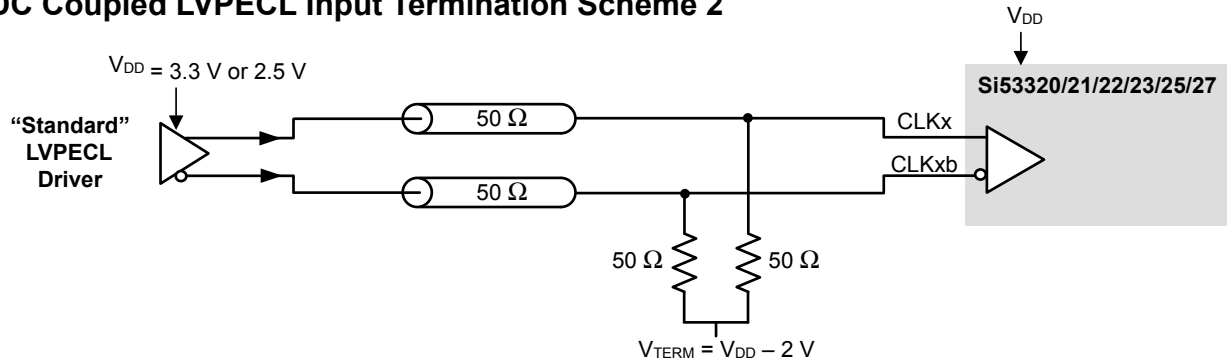 DC Coupled LVPECL Input Termination Scheme 2
VDD
VDD = 3.3 V or 2.5 V
Si53320/21/22/23/25/27
"Standard"
LVPECL
Driver
50 Ω
CLKx
CLKxb
50 Ω
50 Ω
50 Ω
VTERM = VDD – 2 V